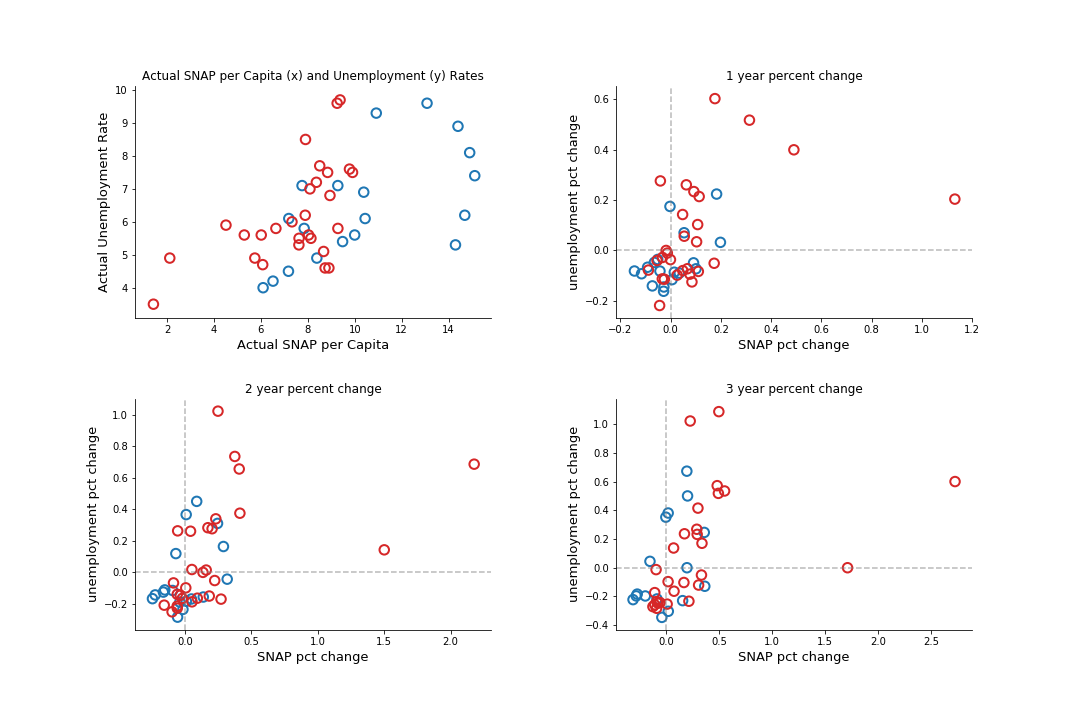 Actual SNAP per Capita (x) and Unemployment (y) Rates
10
9
8
7
6
5
4
2 4 6 8 10 12 14
Actual Unemployment Rate
Actual SNAP per Capita
1 year percent change
0.6
0.4
0.2
0.0
−0.2
−0.2 0.0 0.2 0.4 0.6 0.8 1.0 1.2
unemployment pct change
SNAP pct change
2 year percent change
1.0
0.8
0.6
0.4
0.2
0.0
−0.2
0.0 0.5 1.0 1.5 2.0
unemployment pct change
SNAP pct change
3 year percent change
1.0
0.8
0.6
0.4
0.2
0.0
−0.2
−0.4
0.0 0.5 1.0 1.5 2.0 2.5
unemployment pct change
SNAP pct change